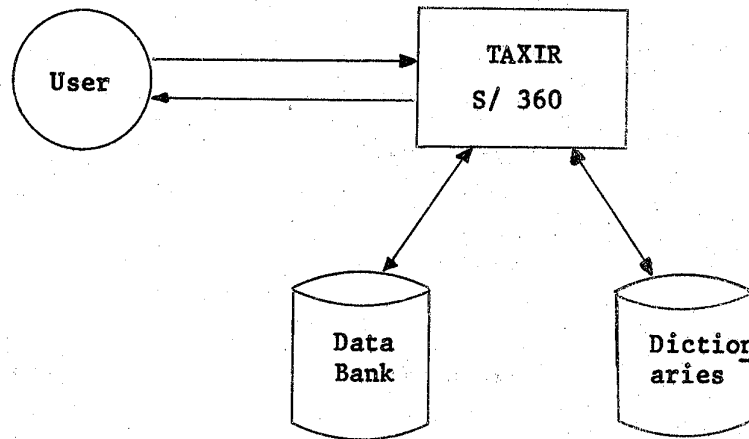 User
TAXIR
S/ 360
Data
Bank
Diction
aries